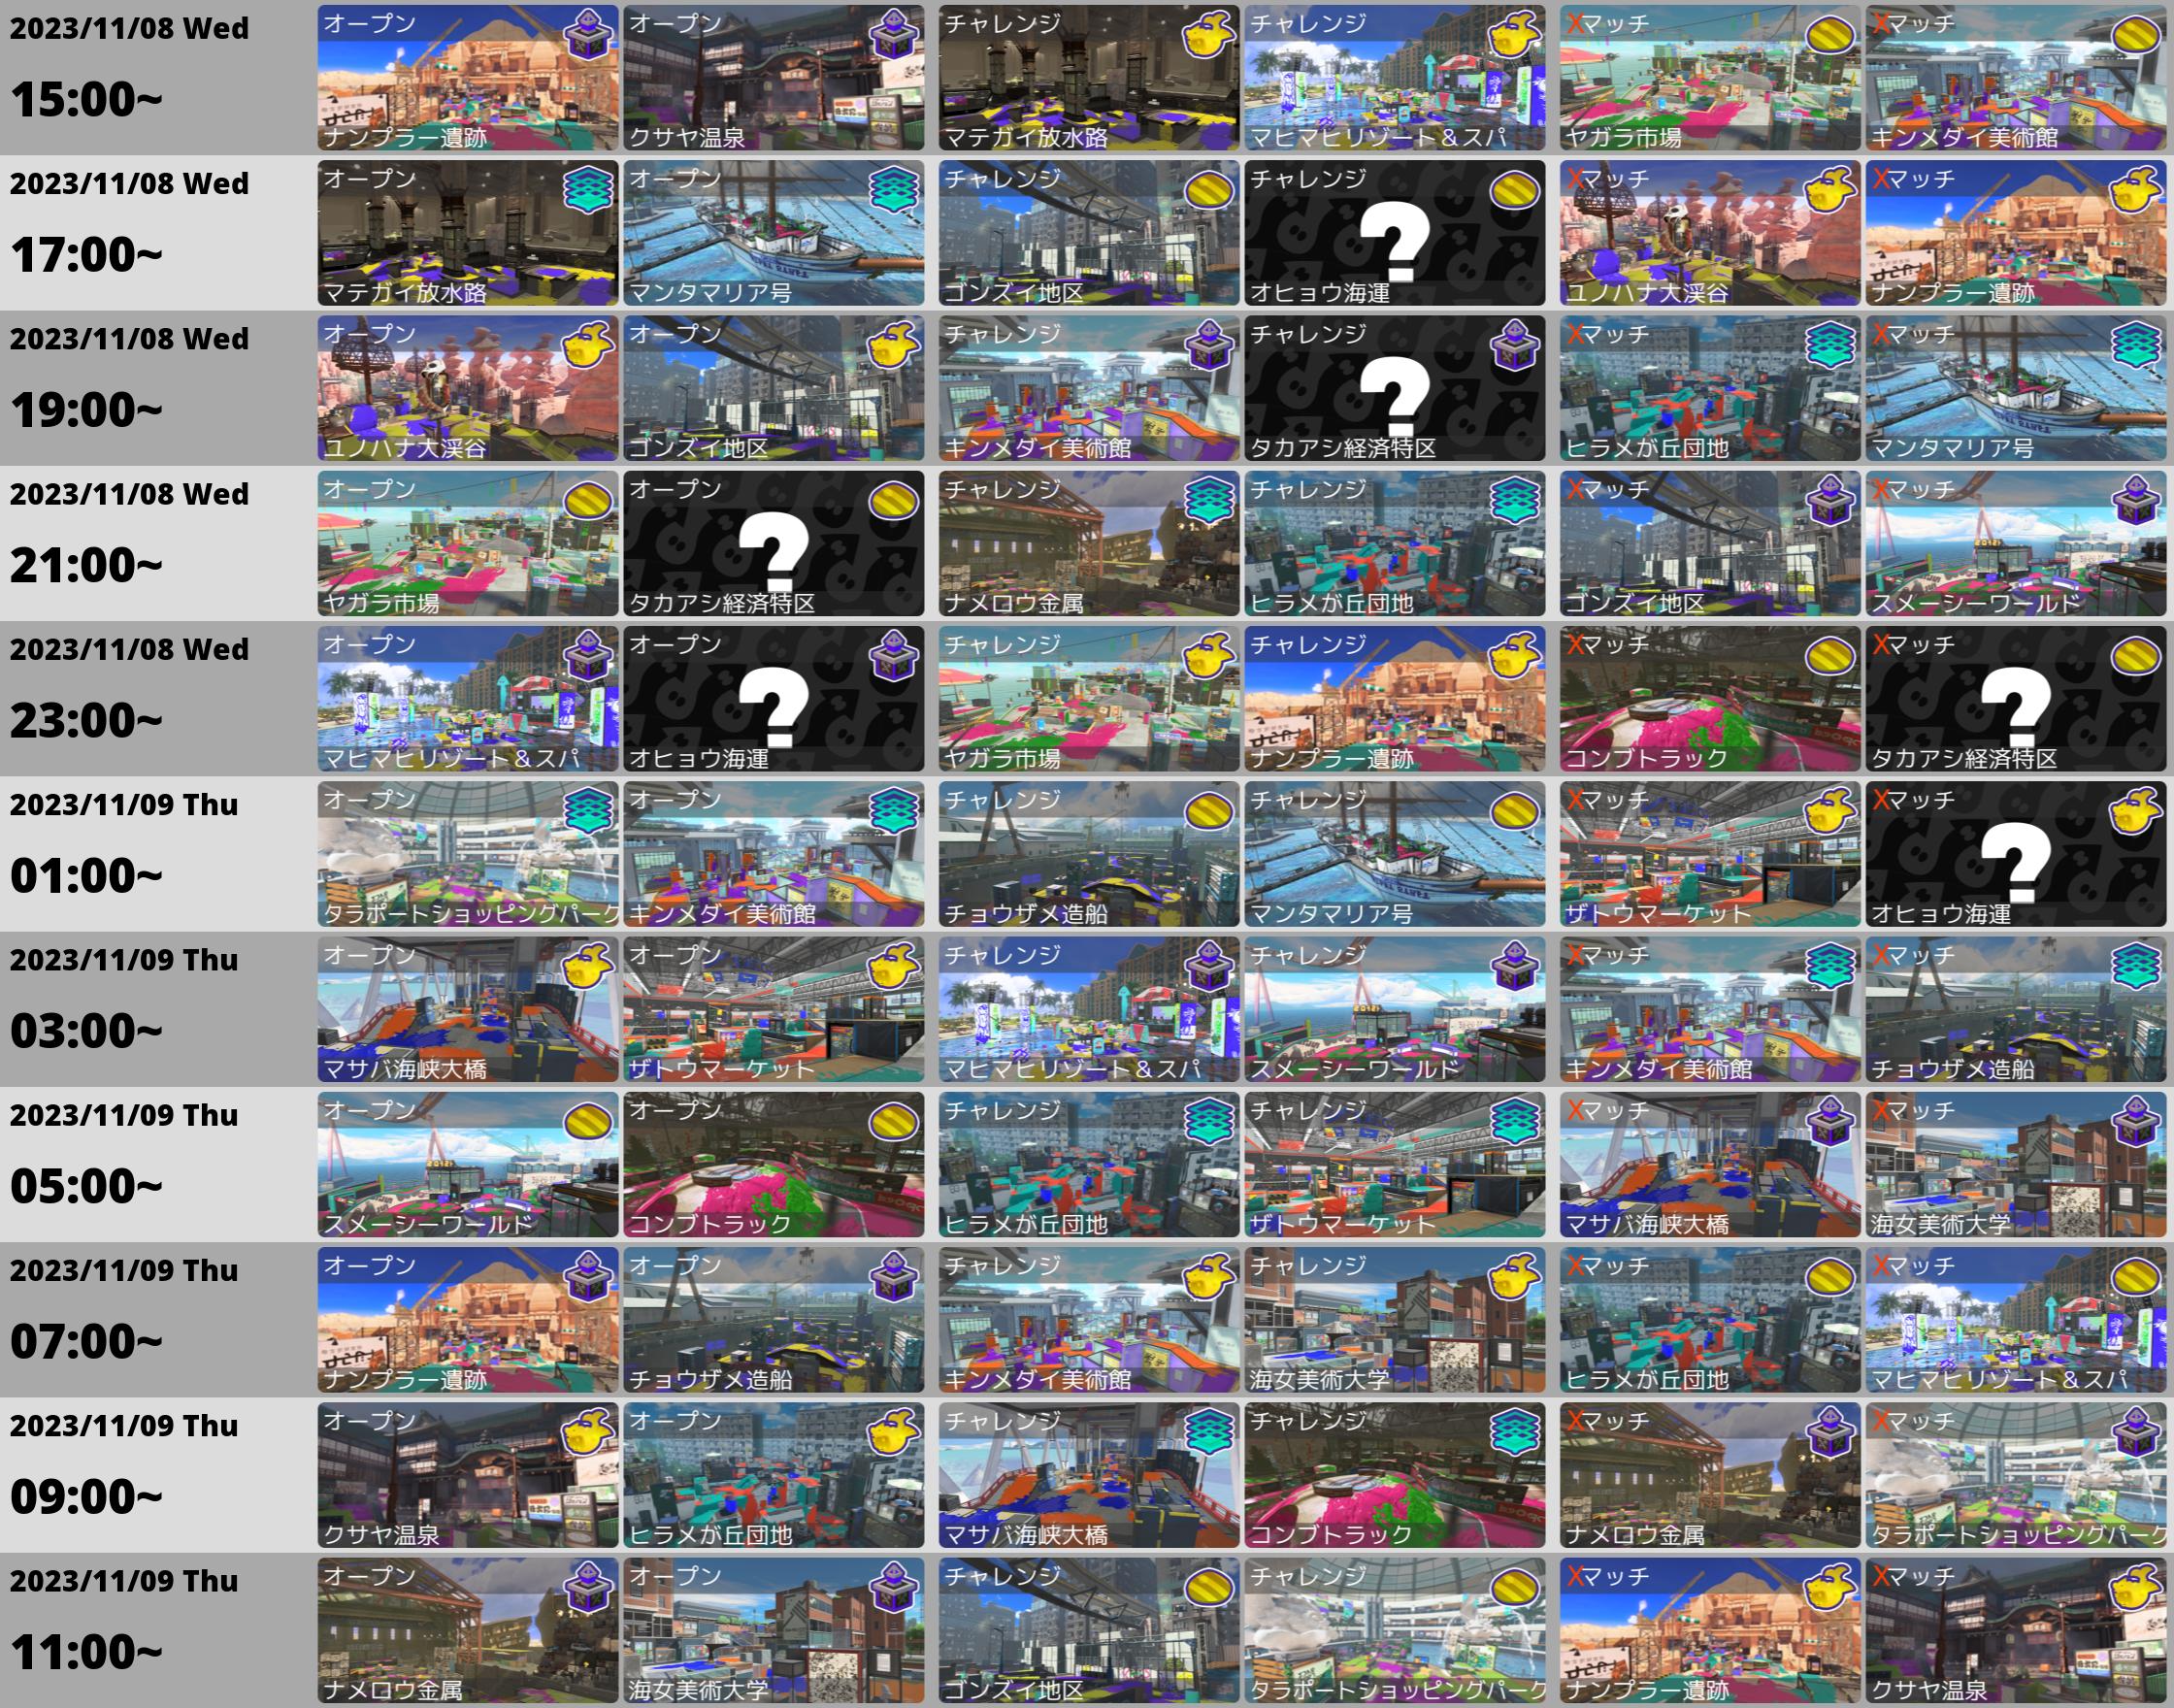 2023/11/08 Wed
15:00~
オープン
ナンプラー遺跡
オープン
クサヤ温泉
チャレンジ
マテガイ放水路
チャレンジ
マヒマヒリゾート＆スパ
Xマッチ
ヤガラ市場
Xマッチ
キンメダイ美術館
2023/11/08 Wed
17:00~
オープン
マテガイ放水路
オープン
マンタマリア号
チャレンジ
ゴンズイ地区
チャレンジ
?
オヒョウ海運
Xマッチ
ユノハナ大渓谷
Xマッチ
ナンプラー遺跡
2023/11/08 Wed
19:00~
オープン
ユノハナ大渓谷
オープン
ゴンズイ地区
チャレンジ
キンメダイ美術館
チャレンジ
?
タカアシ経済特区
Xマッチ
ヒラメが丘団地
Xマッチ
マンタマリア号
2023/11/08 Wed
21:00~
オープン
ヤガラ市場
オープン
?
タカアシ経済特区
チャレンジ
ナメロウ金属
チャレンジ
ヒラメが丘団地
Xマッチ
ゴンズイ地区
Xマッチ
スメーシーワールド
2023/11/08 Wed
23:00~
オープン
マヒマヒリゾート＆スパ
オープン
?
オヒョウ海運
チャレンジ
ヤガラ市場
チャレンジ
ナンプラー遺跡
Xマッチ
コンブトラック
Xマッチ
?
タカアシ経済特区
2023/11/09 Thu
01:00~
オープン
タラポートショッピングパーク
オープン
キンメダイ美術館
チャレンジ
チョウザメ造船
チャレンジ
マンタマリア号
Xマッチ
ザトウマーケット
Xマッチ
?
オヒョウ海運
2023/11/09 Thu
03:00~
オープン
マサバ海峡大橋
オープン
ザトウマーケット
チャレンジ
マヒマヒリゾート＆スパ
チャレンジ
スメーシーワールド
Xマッチ
キンメダイ美術館
Xマッチ
チョウザメ造船
2023/11/09 Thu
05:00~
オープン
スメーシーワールド
オープン
コンブトラック
チャレンジ
ヒラメが丘団地
チャレンジ
ザトウマーケット
Xマッチ
マサバ海峡大橋
Xマッチ
海女美術大学
2023/11/09 Thu
07:00~
オープン
ナンプラー遺跡
オープン
チョウザメ造船
チャレンジ
キンメダイ美術館
チャレンジ
海女美術大学
Xマッチ
ヒラメが丘団地
Xマッチ
マヒマヒリゾート＆スパ
2023/11/09 Thu
09:00~
オープン
クサヤ温泉
オープン
ヒラメが丘団地
チャレンジ
マサバ海峡大橋
チャレンジ
コンブトラック
Xマッチ
ナメロウ金属
Xマッチ
タラポートショッピングパーク
2023/11/09 Thu
11:00~
オープン
ナメロウ金属
オープン
海女美術大学
チャレンジ
ゴンズイ地区
チャレンジ
タラポートショッピングパーク
Xマッチ
ナンプラー遺跡
Xマッチ
クサヤ温泉